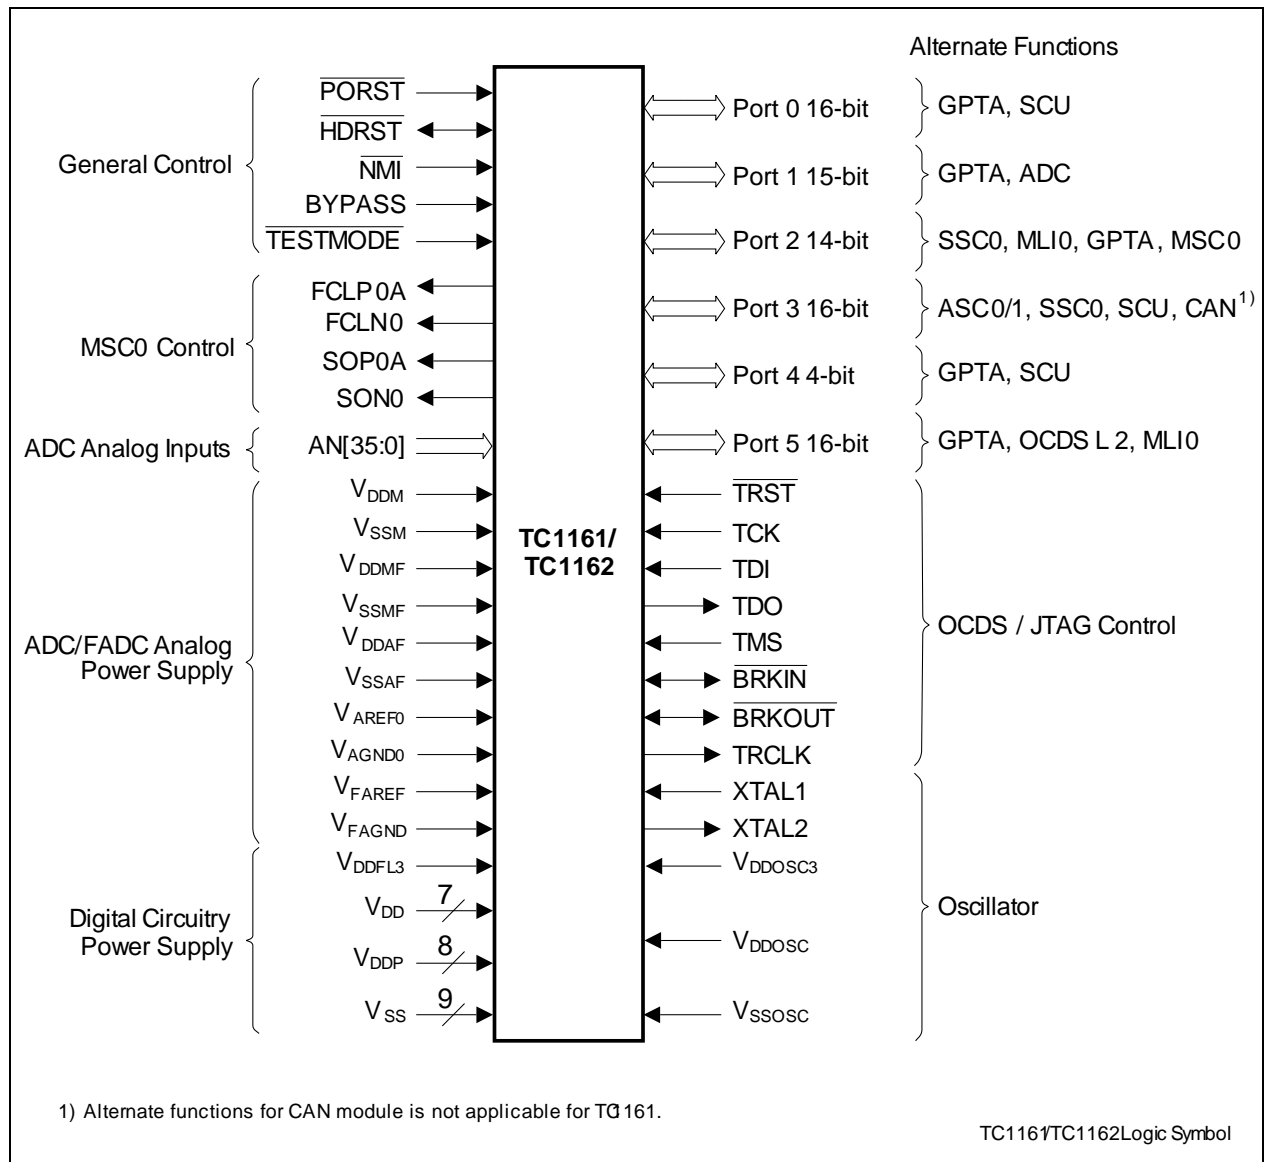 Alternate Functions
General Control
PORST
HDRST
NMI
BYPASS
TESTMODE
MSC0 Control
FCLP0A
FCLN0
SOP0A
SON0
ADC Analog Inputs
AN[35:0]
ADC/FADC Analog
Power Supply
VDDM
VSSM
VDDMF
VSSMF
VDDAF
VSSAF
VAREF0
VAGND0
VFAREF
VFAGND
Digital Circuitry
Power Supply
VDDFL3
VDD 7
VDDP 8
VSS 9
TC1161/
TC1162
Port 0 16-bit GPTA, SCU
Port 1 15-bit GPTA, ADC
Port 2 14-bit SSC0, MLI0, GPTA, MSC0
Port 3 16-bit ASC0/1, SSC0, SCU, CAN1)
Port 4 4-bit GPTA, SCU
Port 5 16-bit GPTA, OCDS L2, MLI0
TRST
TCK
TDI
TDO
TMS
BRKIN
BRKOUT
TRCLK
OCDS / JTAG Control
XTAL1
XTAL2
VDDOSC3
VDDOSC
VSSOSC
Oscillator
1) Alternate functions for CAN module is not applicable for TC1161.
TC1161/TC1162 Logic Symbol